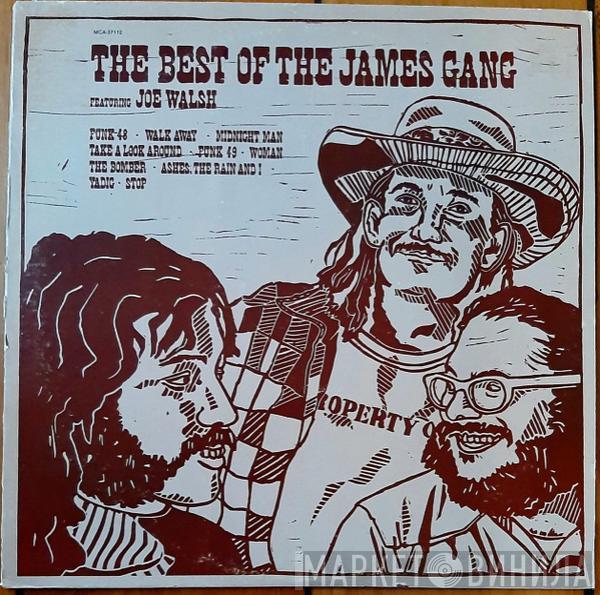 MCA-37112
THE BEST OF THE JAMES GANG
FEATURING JOE WALSH
FUNK-48 - WALK AWAY - MIDNIGHT MAN
TAKE A LOOK AROUND - FUNK 49 - WOMAN
THE BOMBER - ASHES, THE RAIN AND I
YADIG - STOP
ROPERTY O
МАРКЕТ ВИНИЛА